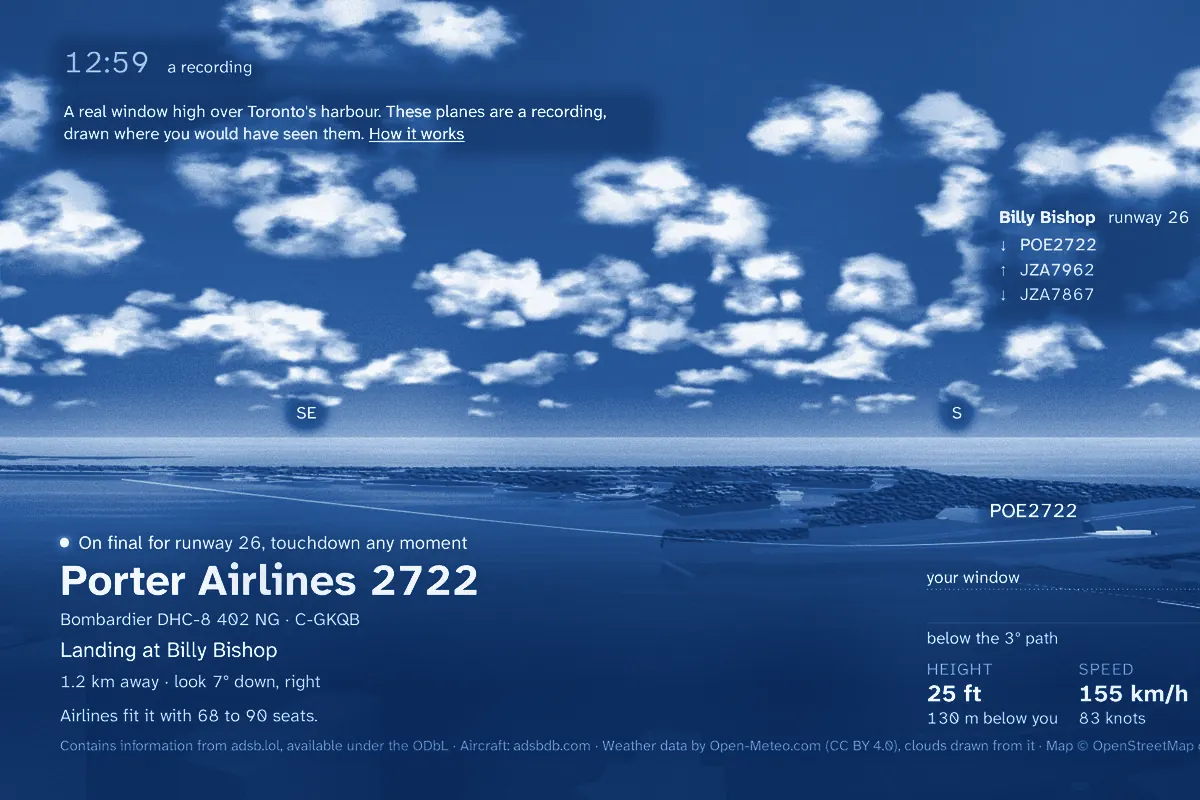 12:59 a recording
A real window high over Toronto's harbour. These planes are a recording,
drawn where you would have seen them. How it works
Billy Bishop runway 26
↓ POE2722
↑ JZA7962
↓ JZA7867
SE
S
POE2722
On final for runway 26, touchdown any moment
Porter Airlines 2722
Bombardier DHC-8 402 NG · C-GKQB
Landing at Billy Bishop
1.2 km away · look 7° down, right
Airlines fit it with 68 to 90 seats.
your window
below the 3° path
HEIGHT SPEED
25 ft 155 km/h
130 m below you 83 knots
Contains information from adsb.lol, available under the ODbL · Aircraft: adsbdb.com · Weather data by Open-Meteo.com (CC BY 4.0), clouds drawn from it · Map © OpenStreetMap